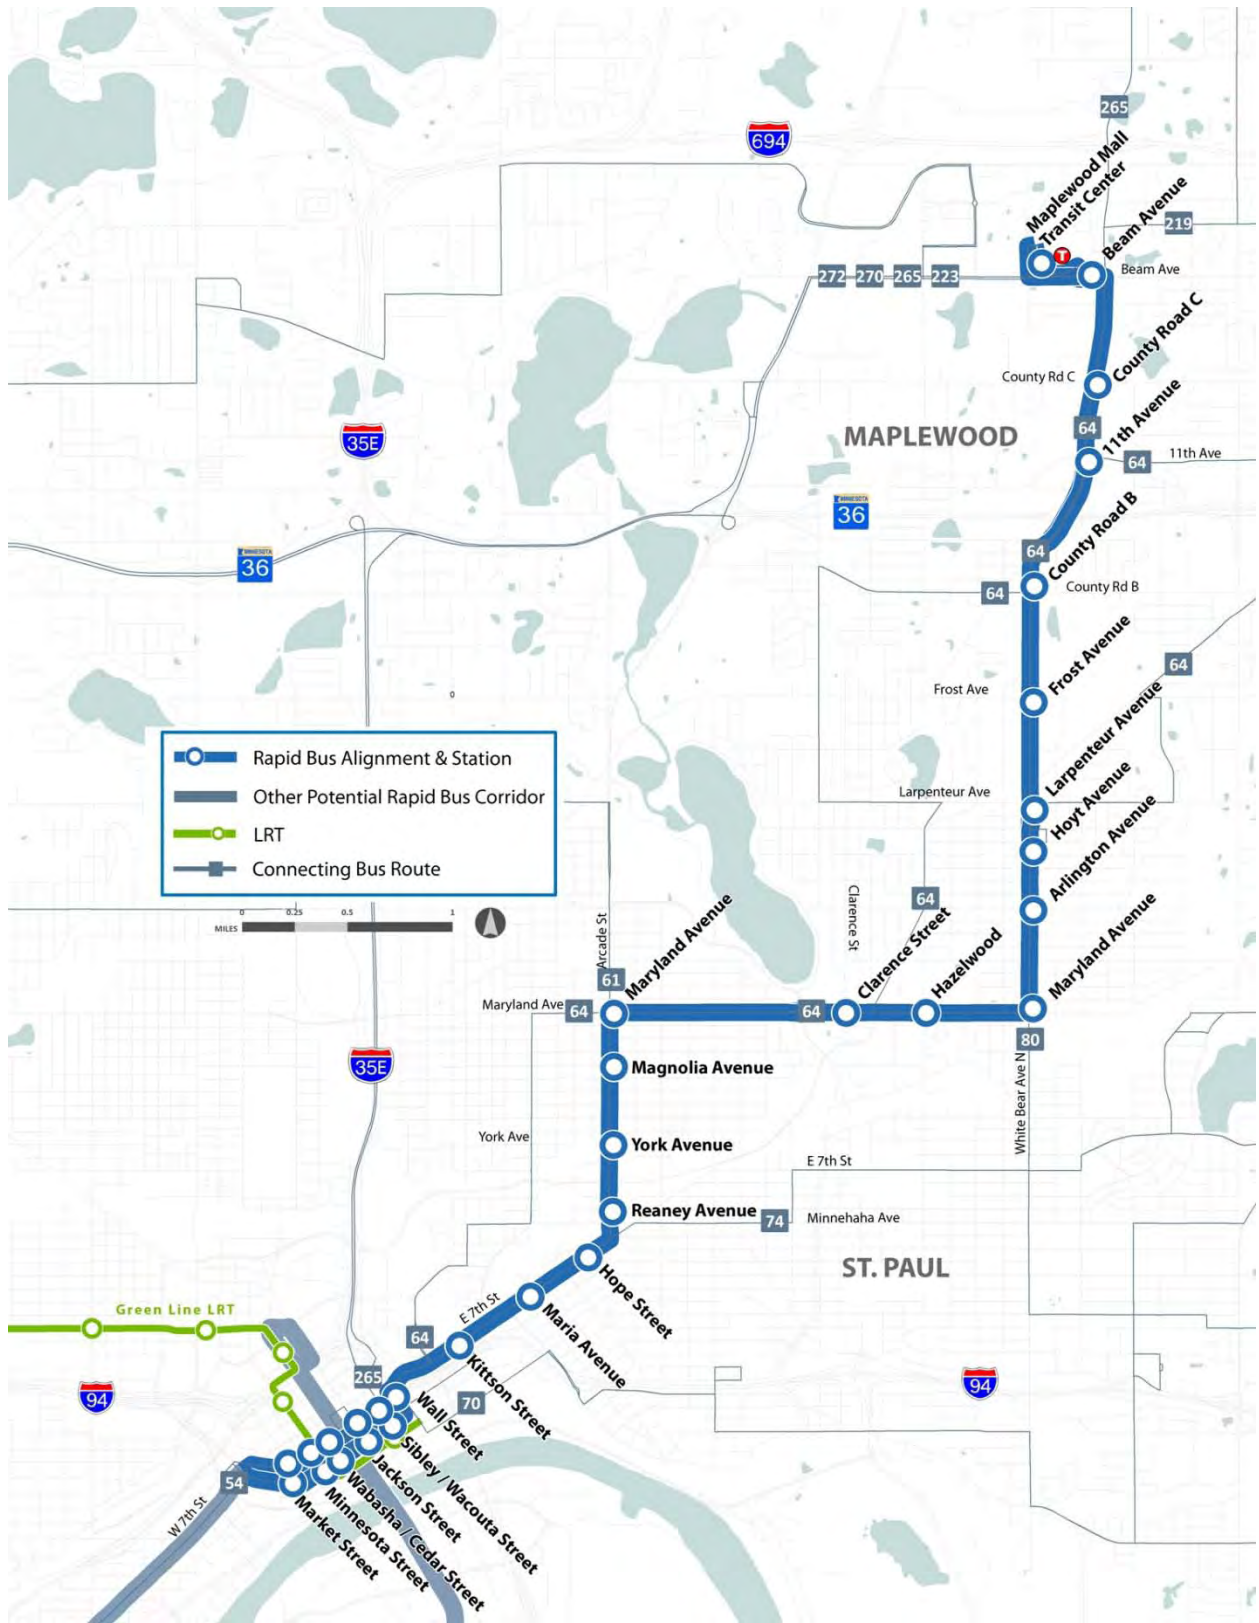 265
694
Maplewood Mall
Transit Center
Beam Avenue
219
T
272
270
265
223
Beam Ave
County Road C
County Rd C
35E
MAPLEWOOD
64
11th Avenue
64
11th Ave
MINNESOTA
36
MINNESOTA
36
64
County Road B
64
County Rd B
Frost Avenue
64
Frost Ave
Larpenteur Avenue
Rapid Bus Alignment & Station
Other Potential Rapid Bus Corridor
LRT
Connecting Bus Route
Larpenteur Ave
Hoyt Avenue
Arlington Avenue
0
0.25
0.5
1
MILES
Arcade St
Clarence St
64
Maryland Avenue
Clarence Street
Hazelwood
Maryland Avenue
61
Maryland Ave
64
64
80
35E
Magnolia Avenue
White Bear Ave N
York Ave
York Avenue
E 7th St
Reaney Avenue
74
Minnehaha Ave
ST. PAUL
Hope Street
Green Line LRT
E 7th St
Maria Avenue
64
Kittson Street
265
94
70
94
Wall Street
Sibley / Wacouta Street
Jackson Street
Wabasha / Cedar Street
Minnesota Street
Market Street
54
W 7th St
0